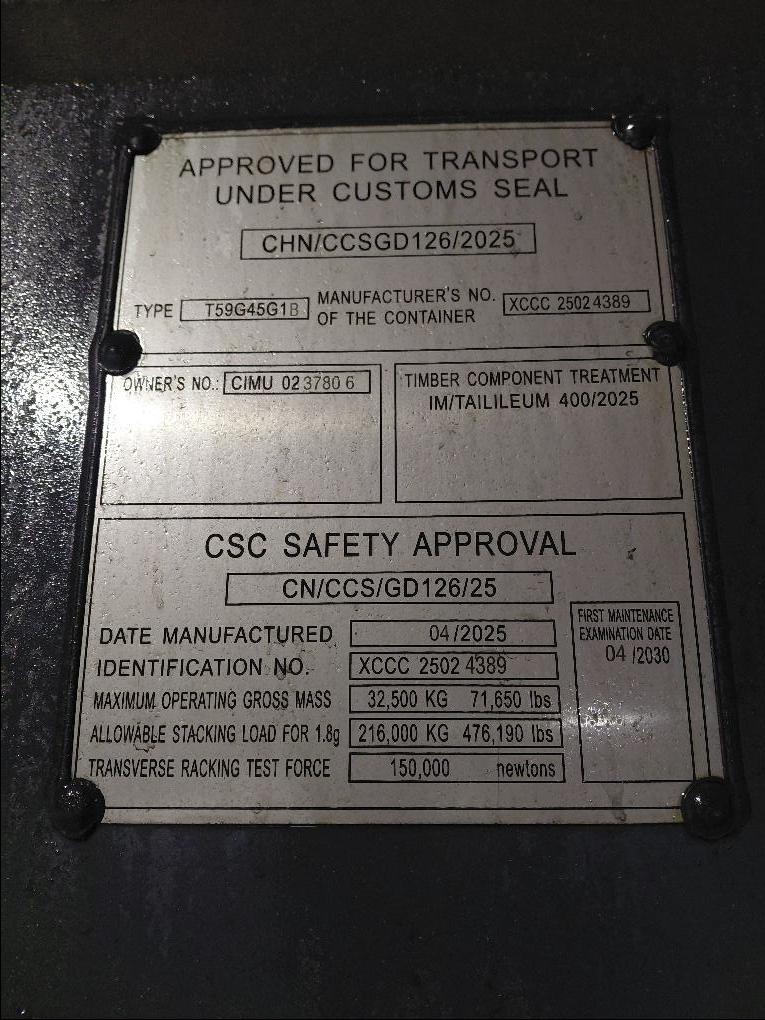 APPROVED FOR TRANSPORT
UNDER CUSTOMS SEAL
CHN/CCSGD126/2025
TYPE T59G45G1B
MANUFACTURER'S NO.
OF THE CONTAINER
XCCC 25024389
OWNER'S NO.: CIMU 023780 6
TIMBER COMPONENT TREATMENT
IM/TAILILEUM 400/2025
CSC SAFETY APPROVAL
CN/CCS/GD126/25
DATE MANUFACTURED 04/2025
IDENTIFICATION NO. XCCC 2502 4389
MAXIMUM OPERATING GROSS MASS 32,500 KG 71,650 lbs
ALLOWABLE STACKING LOAD FOR 1.8g 216,000 KG 476,190 lbs
TRANSVERSE RACKING TEST FORCE 150,000 newtons
FIRST MAINTENANCE
EXAMINATION DATE
04 /2030